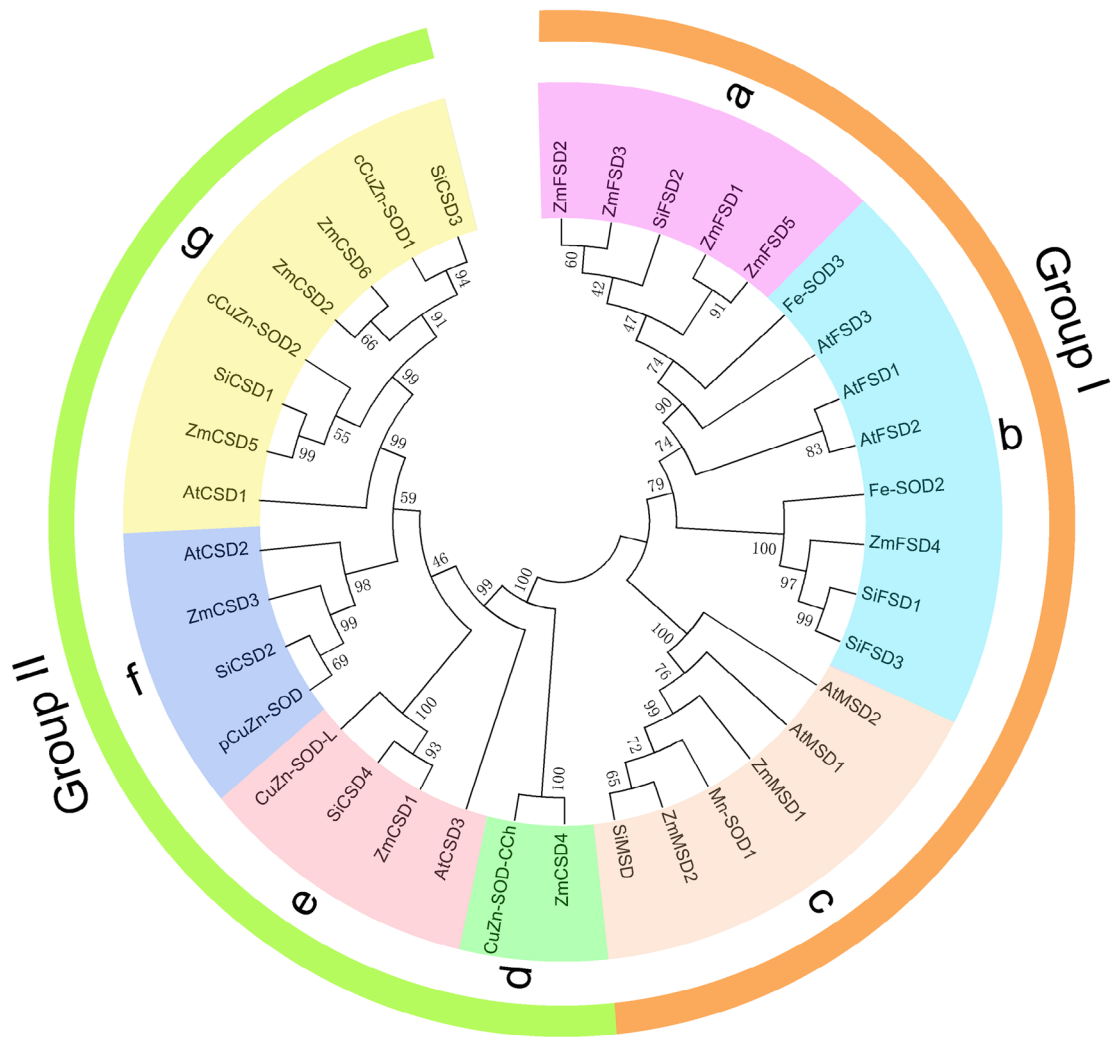 Group I
a
ZmFSD2
ZmFSD3
SiFSD2
ZmFSD1
ZmFSD5
b
Fe-SOD3
AtFSD3
AtFSD1
AtFSD2
Fe-SOD2
ZmFSD4
SiFSD1
SiFSD3
c
AtMSD2
AtMSD1
ZmMSD1
Mn-SOD1
ZmMSD2
SiMSD
Group II
d
ZmCSD4
CuZn-SOD-CCh
e
AtCSD3
ZmCSD1
SiCSD4
CuZn-SOD-L
f
pCuZn-SOD
SiCSD2
ZmCSD3
AtCSD2
g
AtCSD1
ZmCSD5
SiCSD1
cCuZn-SOD2
ZmCSD2
ZmCSD6
cCuZn-SOD1
SiCSD3
60
42
47
91
74
90
74
83
79
100
97
99
100
76
99
72
65
100
100
99
46
100
93
59
98
99
69
99
99
55
99
91
66
94